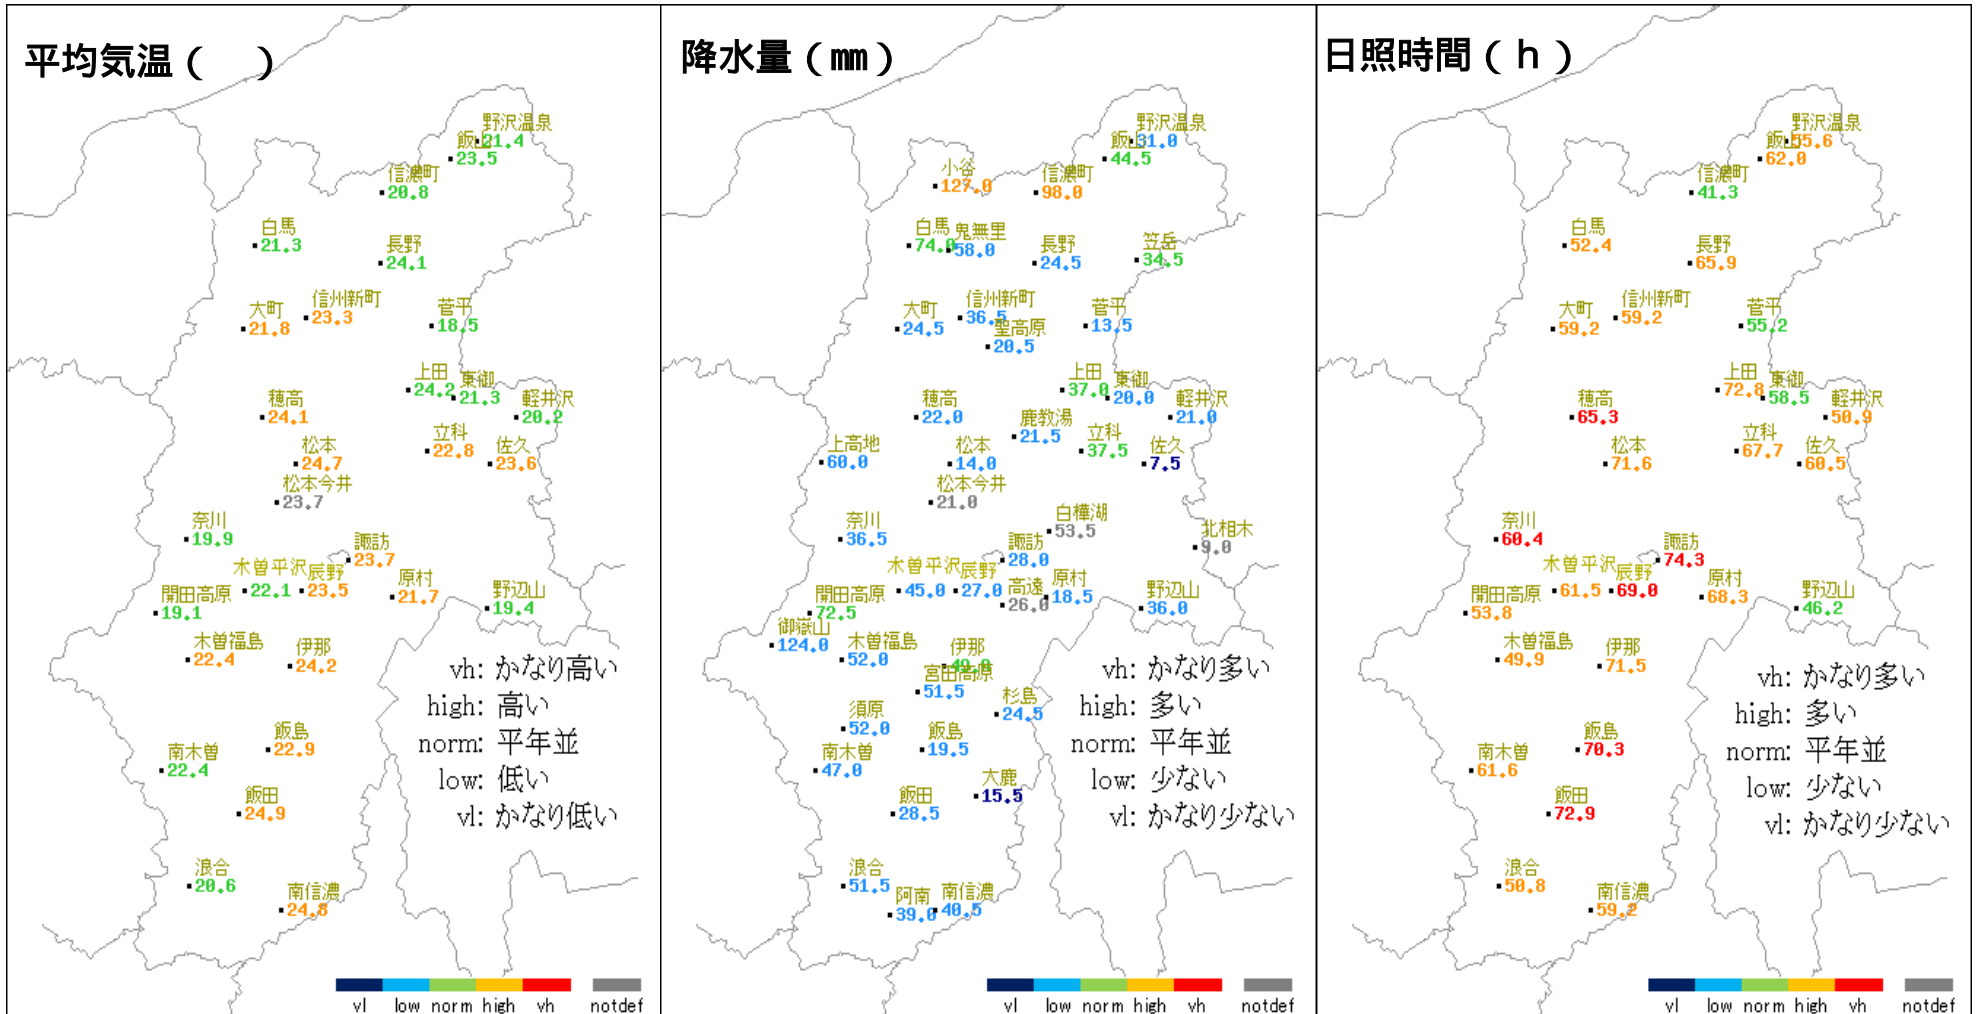 平均気温（　）
野沢温泉
21.4
飯山
23.5
信濃町
20.8
白馬
21.3
長野
24.1
大町
21.8
信州新町
23.3
菅平
18.5
上田
24.2
東御
21.3
軽井沢
20.2
穂高
24.1
立科
22.8
佐久
23.6
松本
24.7
松本今井
23.7
奈川
19.9
諏訪
23.7
木曽平沢
22.1
辰野
23.5
原村
21.7
野辺山
19.4
開田高原
19.1
木曽福島
22.4
伊那
24.2
飯島
22.9
南木曽
22.4
飯田
24.9
浪合
20.6
南信濃
24.8
vh: かなり高い
high: 高い
norm: 平年並
low: 低い
vl: かなり低い
vl low norm high vh notdef
降水量（㎜）
野沢温泉
31.0
飯山
44.5
小谷
127.0
信濃町
98.0
白馬
74.0
鬼無里
58.0
長野
24.5
笠岳
34.5
大町
24.5
信州新町
36.5
聖高原
20.5
菅平
13.5
上田
37.0
東御
20.0
軽井沢
21.0
穂高
22.0
鹿教湯
21.5
立科
37.5
佐久
7.5
上高地
60.0
松本
14.0
松本今井
21.0
奈川
36.5
白樺湖
53.5
北相木
9.0
諏訪
28.0
木曽平沢
45.0
辰野
27.0
高遠
26.0
原村
18.5
野辺山
36.0
開田高原
72.5
御嶽山
124.0
木曽福島
52.0
伊那
宮田高原
51.5
杉島
24.5
須原
52.0
飯島
19.5
南木曽
47.0
大鹿
15.5
飯田
28.5
浪合
51.5
阿南
39.0
南信濃
40.5
vh: かなり多い
high: 多い
norm: 平年並
low: 少ない
vl: かなり少ない
vl low norm high vh notdef
日照時間（ｈ）
野沢温泉
55.6
飯山
62.0
信濃町
41.3
白馬
52.4
長野
65.9
大町
59.2
信州新町
59.2
菅平
55.2
上田
72.8
東御
58.5
軽井沢
50.9
穂高
65.3
立科
67.7
佐久
60.5
松本
71.6
奈川
60.4
諏訪
74.3
木曽平沢
61.5
辰野
69.0
原村
68.3
野辺山
46.2
開田高原
53.8
木曽福島
49.9
伊那
71.5
飯島
70.3
南木曽
61.6
飯田
72.9
浪合
50.8
南信濃
59.2
vh: かなり多い
high: 多い
norm: 平年並
low: 少ない
vl: かなり少ない
vl low norm high vh notdef